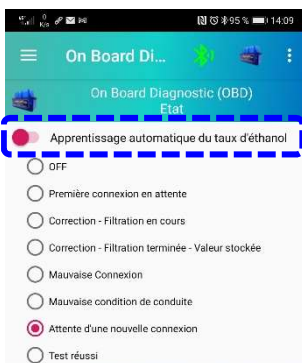 0
K/s
95 % 14:09
On Board Di...
On Board Diagnostic (OBD)
Etat
Apprentissage automatique du taux d'éthanol
OFF
Première connexion en attente
Correction - Filtration en cours
Correction - Filtration terminée - Valeur stockée
Mauvaise Connexion
Mauvaise condition de conduite
Attente d'une nouvelle connexion
Test réussi